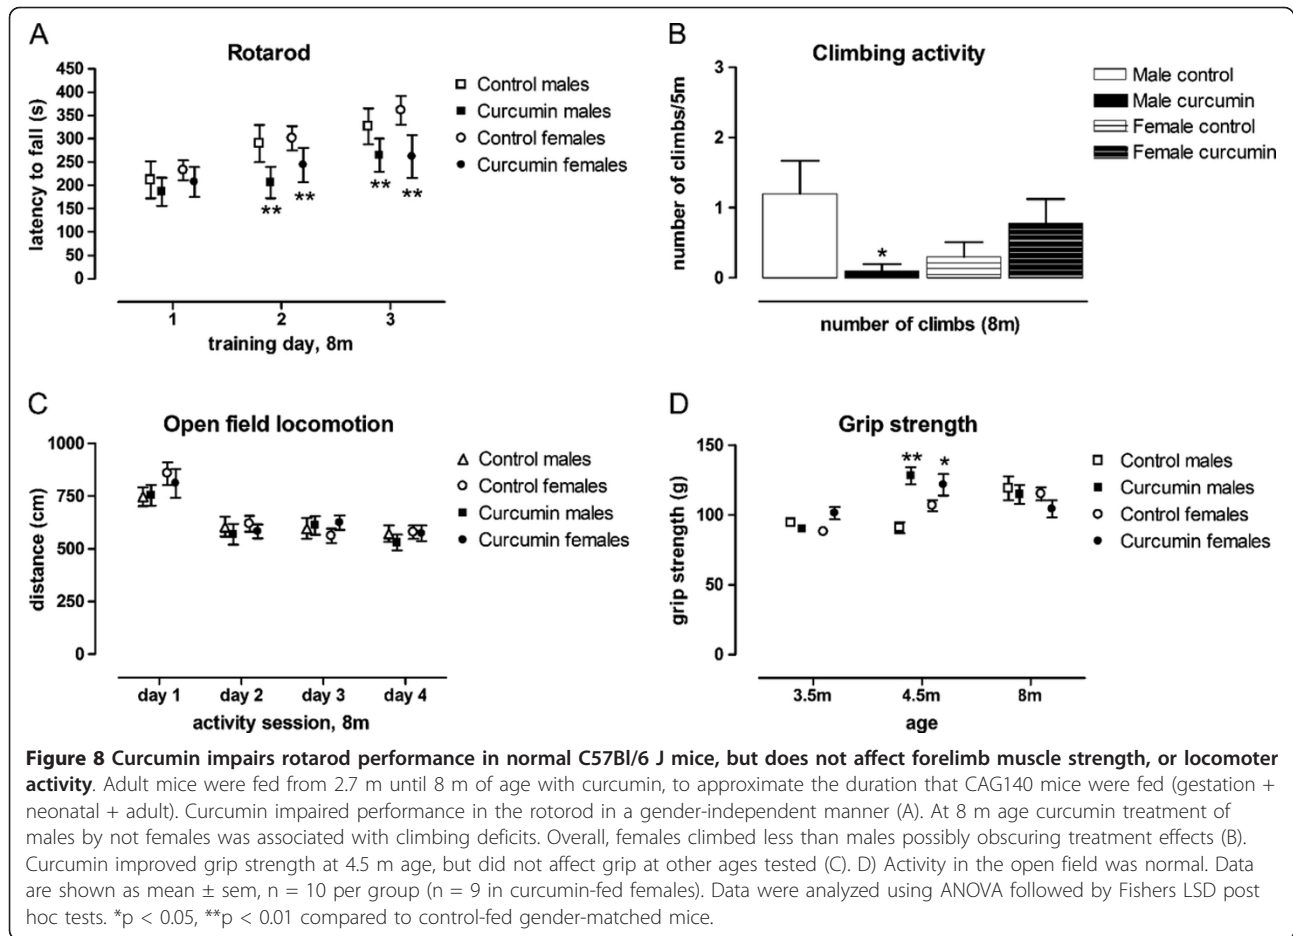 A
Rotarod
450
400
350
300
250
200
150
100
50
0
latency to fall (s)
Control males
Curcumin males
Control females
Curcumin females
** ** ** **
1 2 3
training day, 8m
B
Climbing activity
3
2
1
0
number of climbs/5m
*
Male control
Male curcumin
Female control
Female curcumin
number of climbs (8m)
C
Open field locomotion
1000
750
500
250
0
distance (cm)
Control males
Control females
Curcumin males
Curcumin females
day 1 day 2 day 3 day 4
activity session, 8m
D
Grip strength
150
100
50
0
grip strength (g)
** *
Control males
Curcumin males
Control females
Curcumin females
3.5m 4.5m 8m
age
Figure 8 Curcumin impairs rotarod performance in normal C57Bl/6 J mice, but does not affect forelimb muscle strength, or locomoter
activity. Adult mice were fed from 2.7 m until 8 m of age with curcumin, to approximate the duration that CAG140 mice were fed (gestation +
neonatal + adult). Curcumin impaired performance in the rotorod in a gender-independent manner (A). At 8 m age curcumin treatment of
males by not females was associated with climbing deficits. Overall, females climbed less than males possibly obscuring treatment effects (B).
Curcumin improved grip strength at 4.5 m age, but did not affect grip at other ages tested (C). D) Activity in the open field was normal. Data
are shown as mean ± sem, n = 10 per group (n = 9 in curcumin-fed females). Data were analyzed using ANOVA followed by Fishers LSD post
hoc tests. *p < 0.05, **p < 0.01 compared to control-fed gender-matched mice.